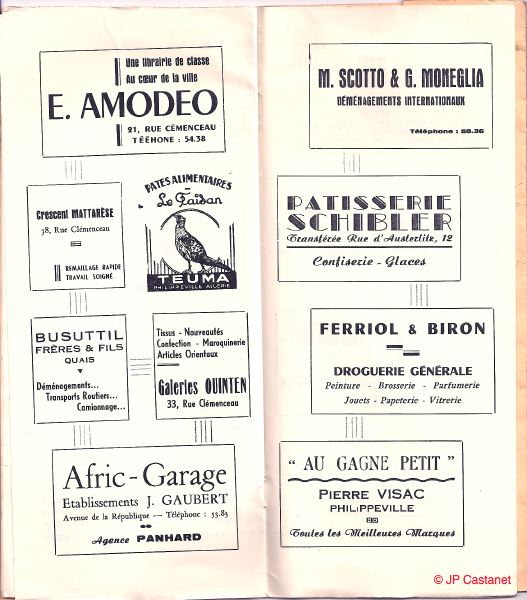 Une librairie de classe
Au cœur de la ville
E. AMODEO
21, RUE CÉMENCEAU
TÉÉHONE : 54.38
Crescent MATTARÈSE
38, Rue Clémenceau
REMAILLAGE RAPIDE
TRAVAIL SOIGNÉ
PATES ALIMENTAIRES
Le Faisan
TEUMA
PHILIPPEVILLE ALGERIE
BUSUTTIL
FRÈRES & FILS
QUAIS
Déménagements...
Transports Routiers...
Camionnage...
Tissus - Nouveautés
Confection - Maroquinerie
Articles Orientaux
Galeries QUINTEN
33, Rue Clémenceau
Afric-Garage
Etablissements J. GAUBERT
Avenue de la République — Téléphone : 53.83
Agence PANHARD
M. SCOTTO & G. MONEGLIA
DÉMÉNAGEMENTS INTERNATIONAUX
Téléphone : 58.26
PATISSERIE
SCHIBLER
Transférée Rue d'Austerlitz, 12
Confiserie - Glaces
FERRIOL & BIRON
DROGUERIE GÉNÉRALE
Peinture - Brosserie - Parfumerie
Jouets - Papeterie - Vitrerie
" AU GAGNE PETIT "
PIERRE VISAC
PHILIPPEVILLE
Toutes les Meilleures Marques
© JP Castanet